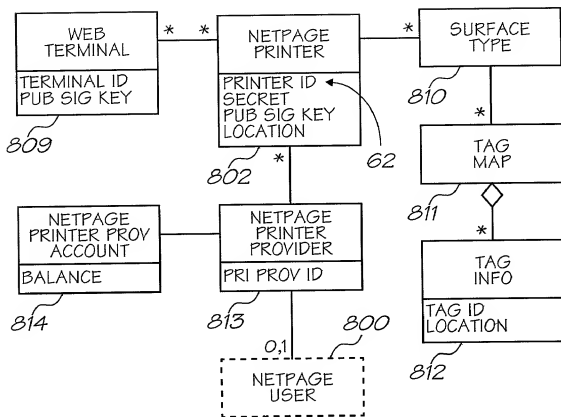 WEB
TERMINAL
TERMINAL ID
PUB SIG KEY
809
*
*
NETPAGE
PRINTER
PRINTER ID
SECRET
PUB SIG KEY
LOCATION
802
62
*
*
SURFACE
TYPE
810
*
TAG
MAP
811
*
TAG
INFO
TAG ID
LOCATION
812
NETPAGE
PRINTER PROV
ACCOUNT
BALANCE
814
NETPAGE
PRINTER
PROVIDER
PRI PROV ID
813
800
0,1
NETPAGE
USER